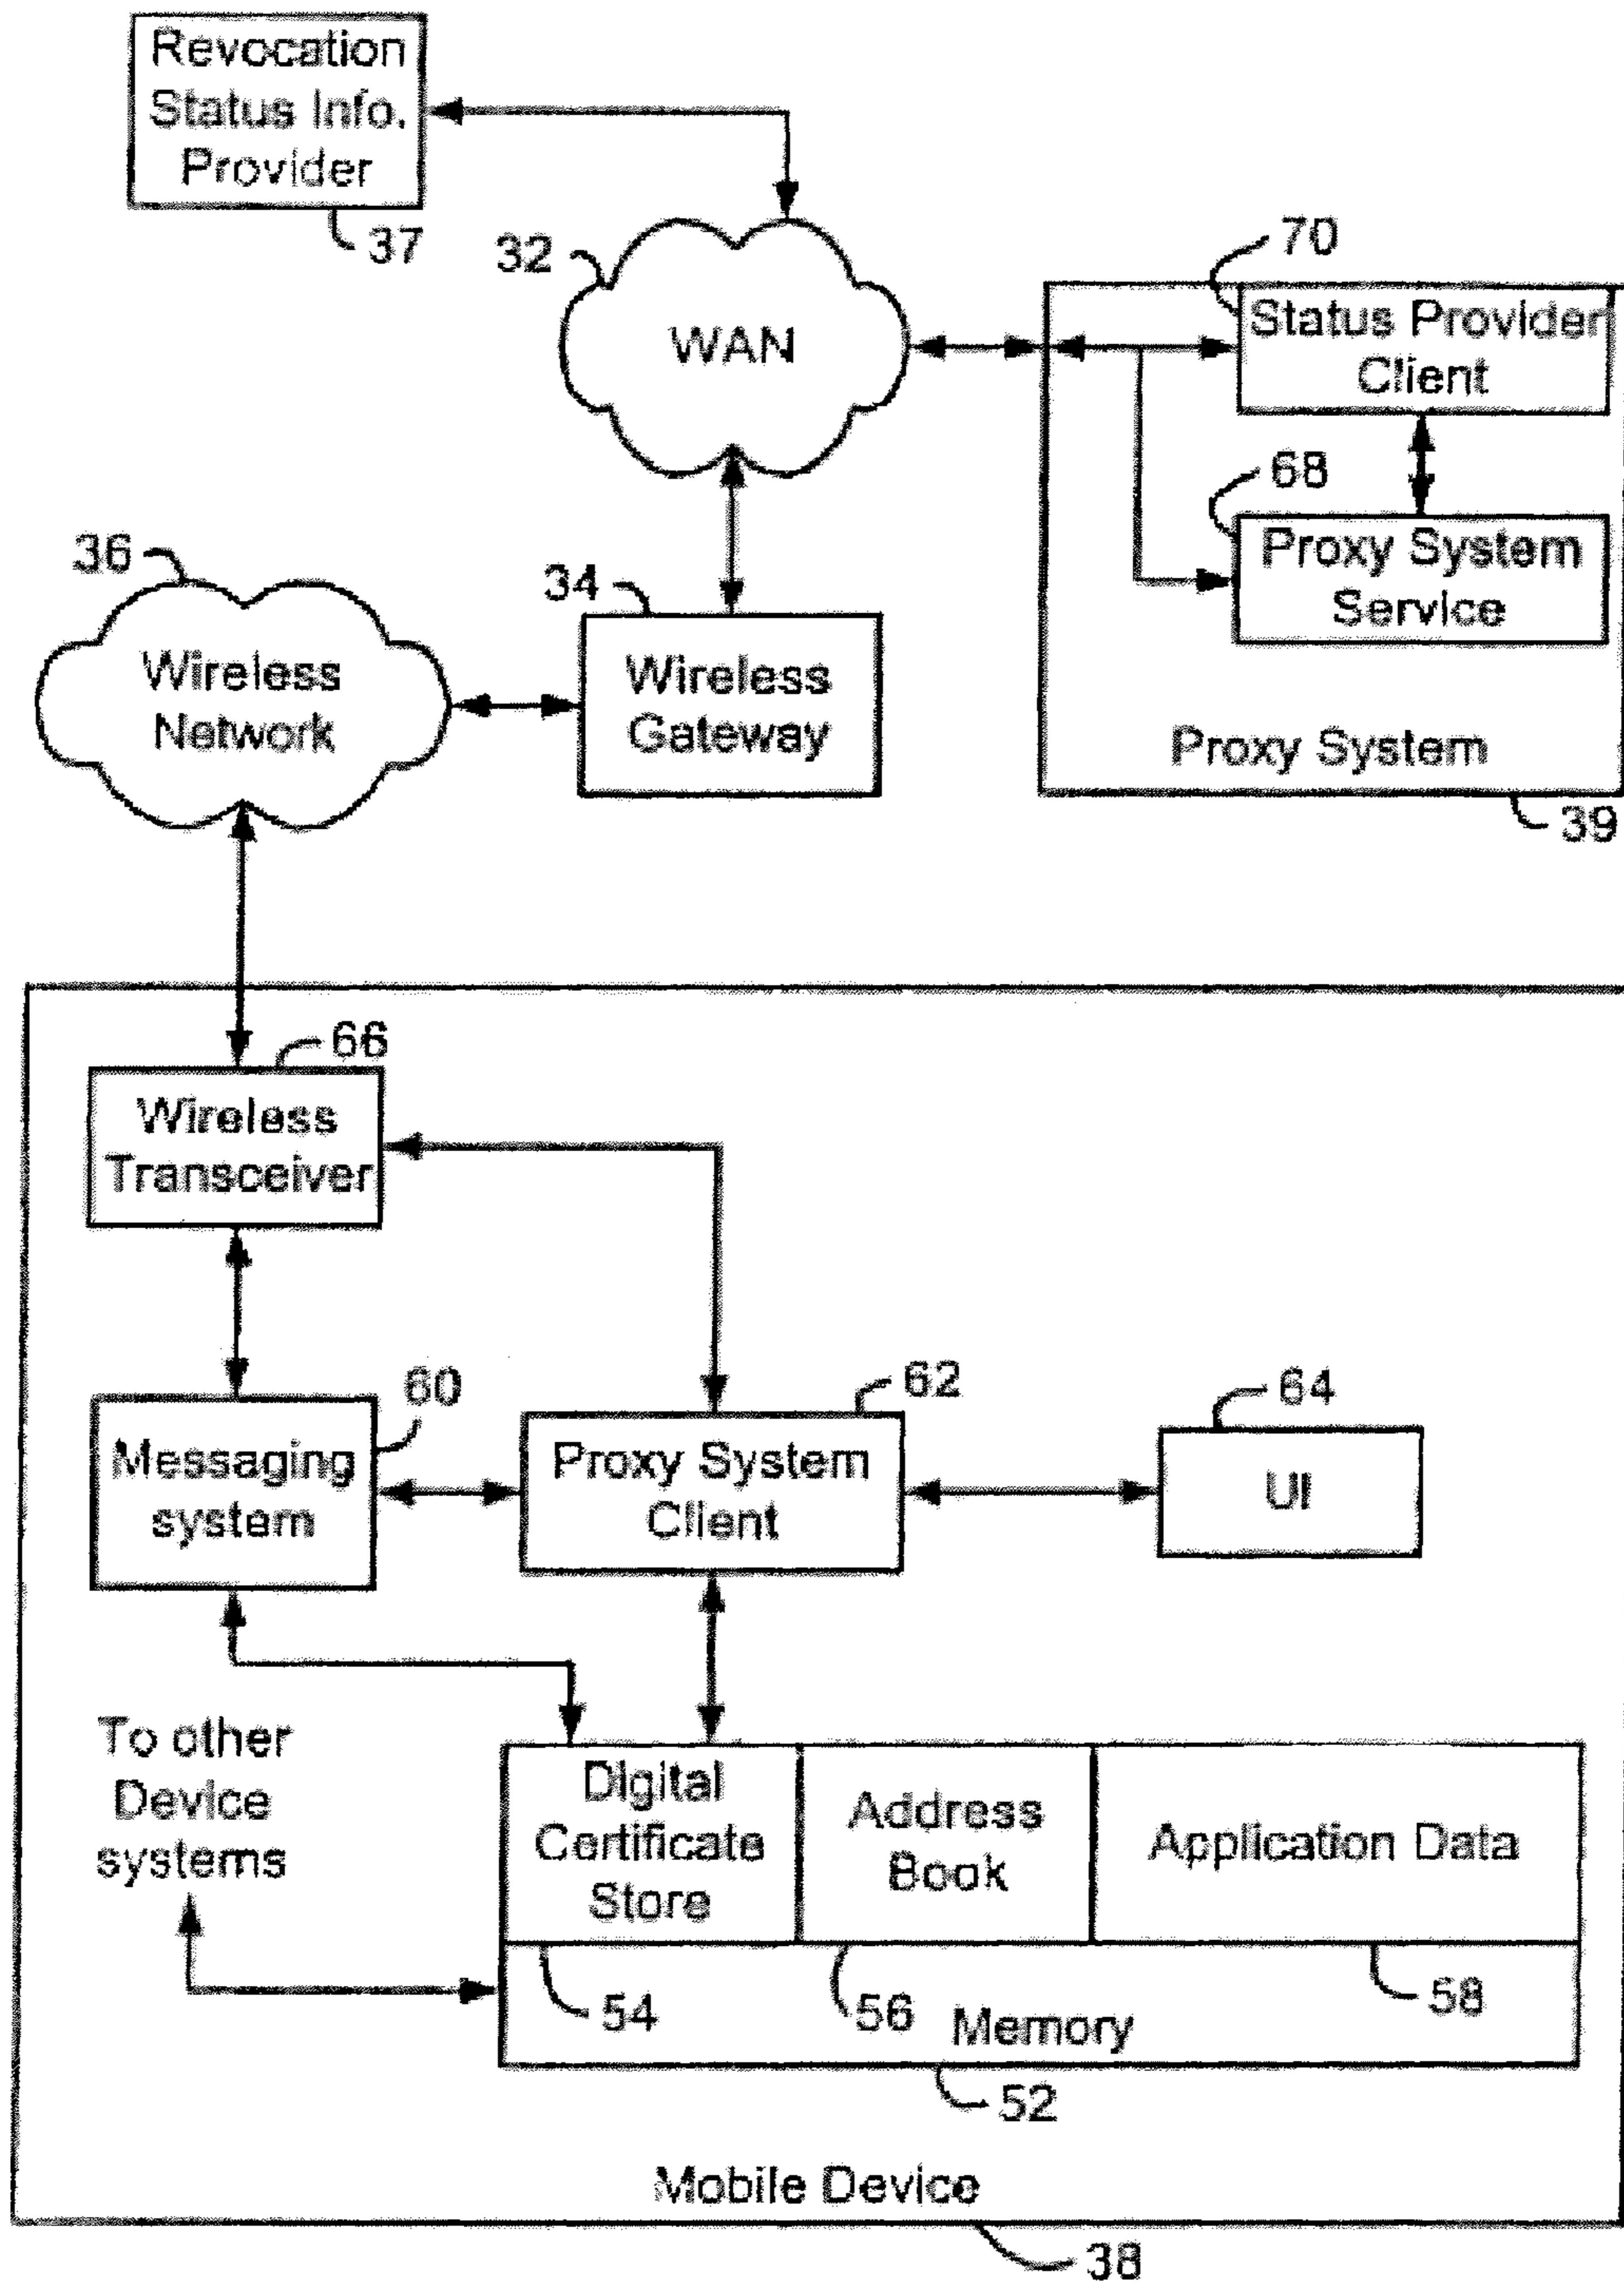 Revocation
Status Info.
Provider
37
32
WAN
70
Status Provider
Client
68
Proxy System
Service
Proxy System
39
36
Wireless
Network
34
Wireless
Gateway
66
Wireless
Transceiver
60
Messaging
system
62
Proxy System
Client
64
UI
To other
Device
systems
Digital
Certificate
Store
Address
Book
Application Data
54
56
58
Memory
52
Mobile Device
38